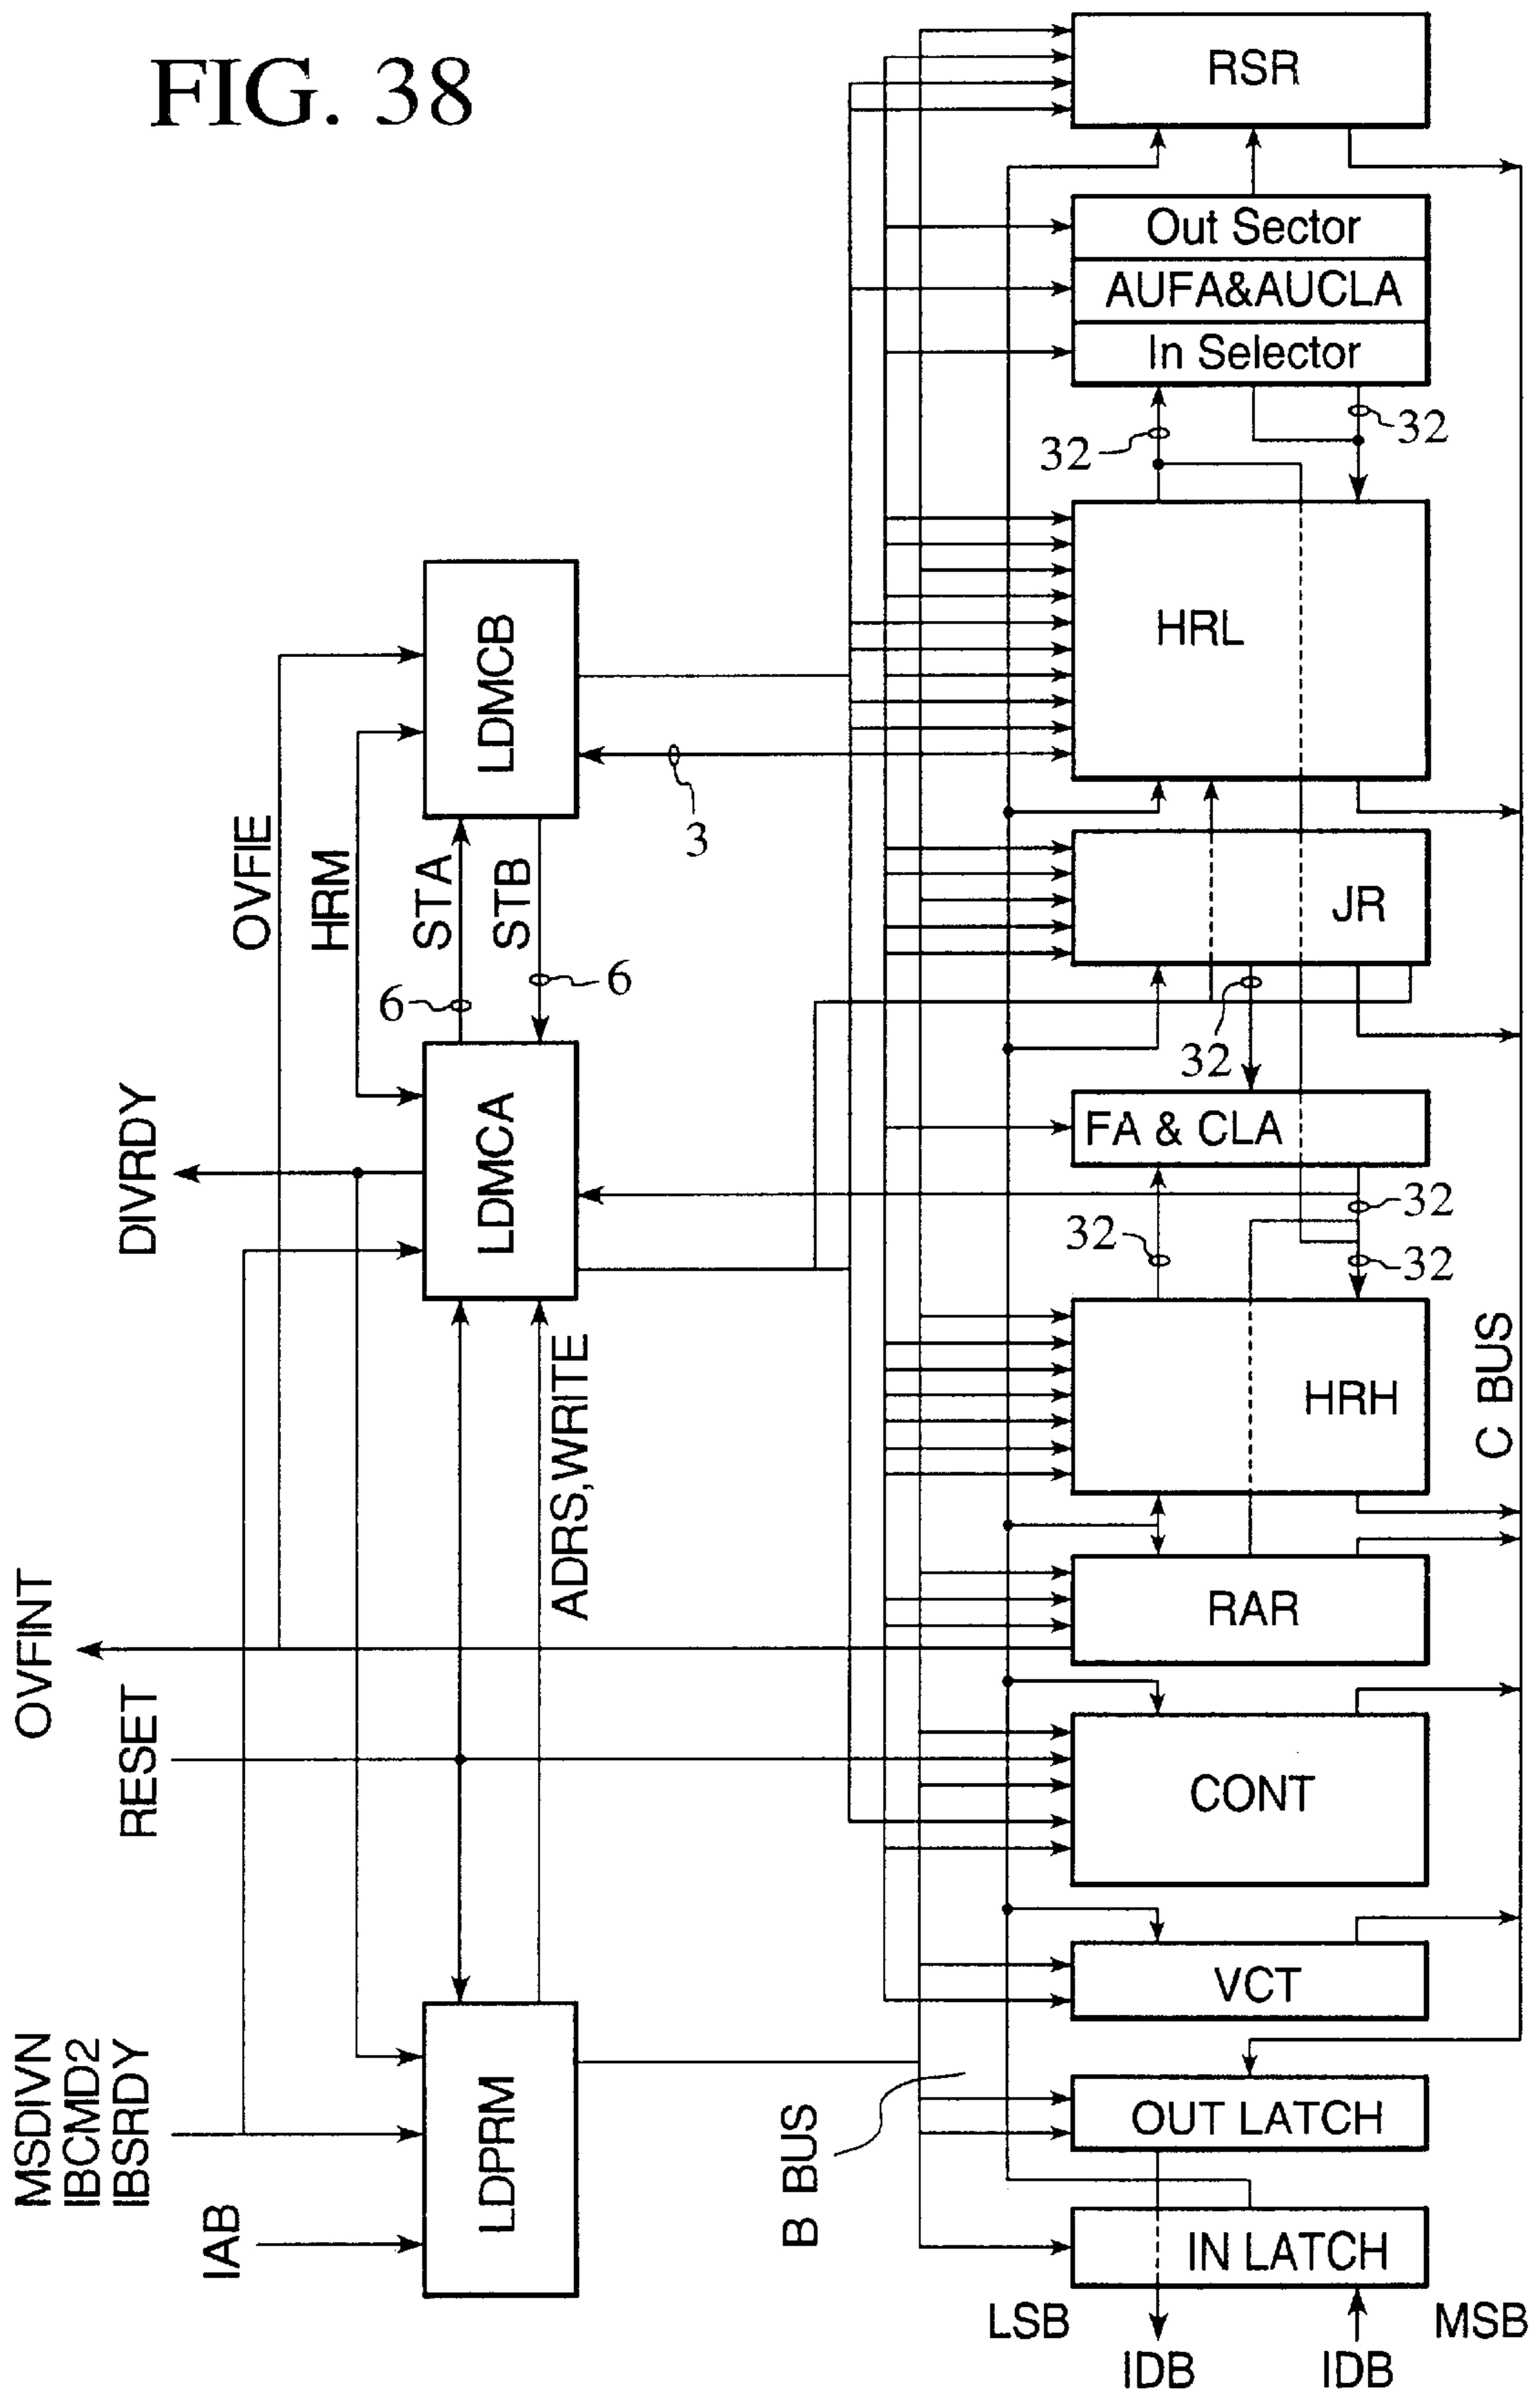 FIG. 38
RSR
Out Sector
AUFA&AUCLA
In Selector
32
32
HRL
LDMCB
3
OVFIE
HRM
STA
STB
6
6
JR
32
DIVRDY
LDMCA
FA & CLA
32
32
32
HRH
C BUS
ADRS,WRITE
OVFINT
RAR
RESET
CONT
VCT
MSDIVN
IBCMD2
IBSRDY
IAB
LDPRM
B BUS
OUT LATCH
IN LATCH
LSB
MSB
IDB
IDB